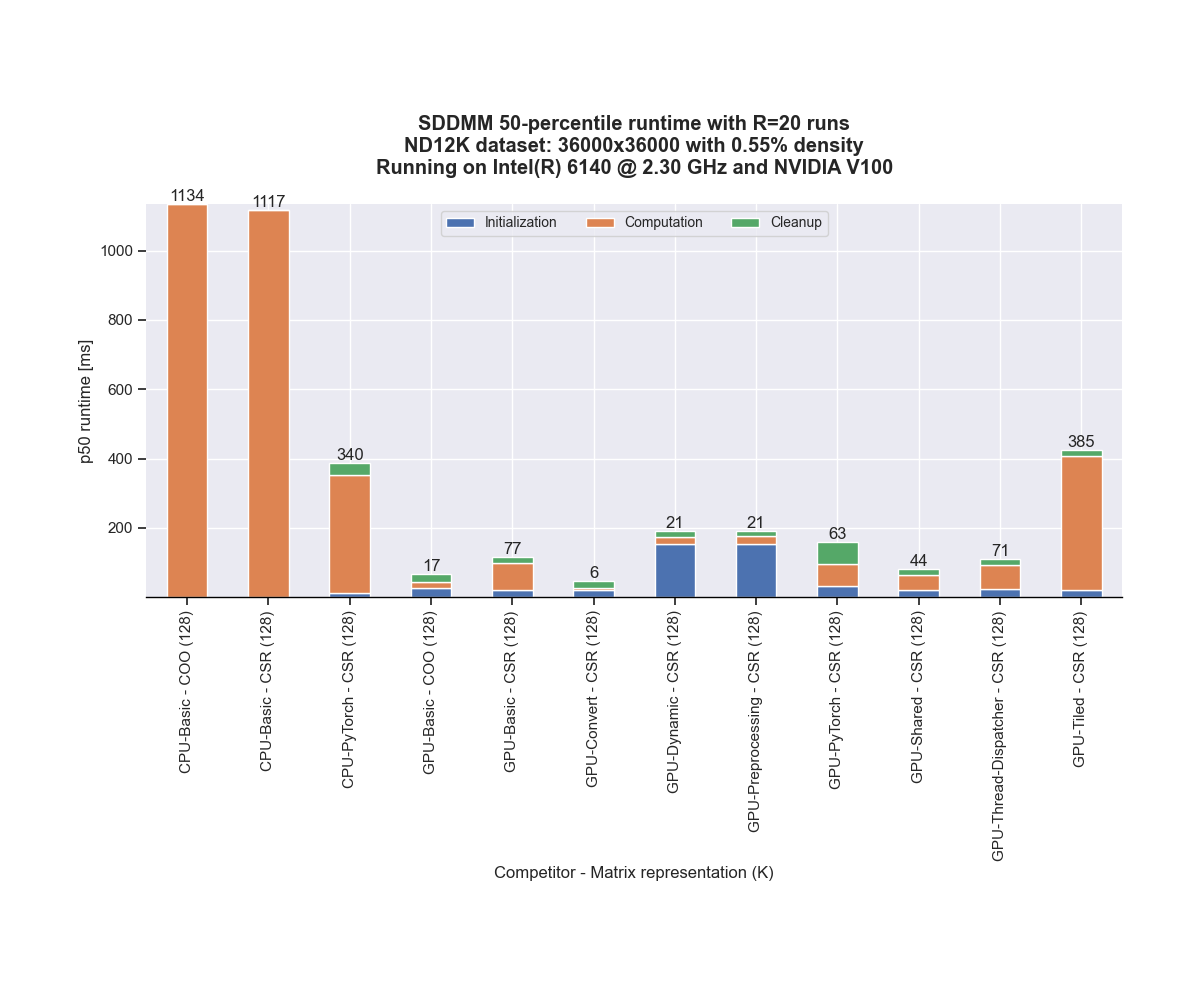 SDDMM 50-percentile runtime with R=20 runs
ND12K dataset: 36000x36000 with 0.55% density
Running on Intel(R) 6140 @ 2.30 GHz and NVIDIA V100
Initialization Computation Cleanup
p50 runtime [ms]
1000
800
600
400
200
1134
1117
340
17
77
6
21
21
63
44
71
385
CPU-Basic - COO (128)
CPU-Basic - CSR (128)
CPU-PyTorch - CSR (128)
GPU-Basic - COO (128)
GPU-Basic - CSR (128)
GPU-Convert - CSR (128)
GPU-Dynamic - CSR (128)
GPU-Preprocessing - CSR (128)
GPU-PyTorch - CSR (128)
GPU-Shared - CSR (128)
GPU-Thread-Dispatcher - CSR (128)
GPU-Tiled - CSR (128)
Competitor - Matrix representation (K)